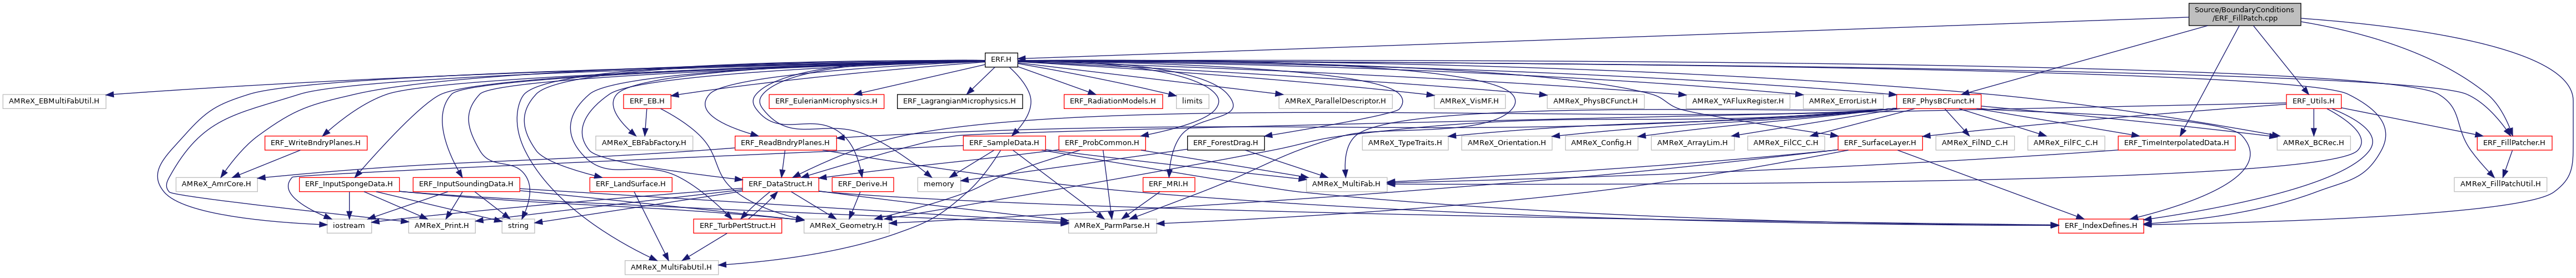 Source/BoundaryConditions
/ERF_FillPatch.cpp
ERF.H
AMReX_EBMultiFabUtil.H
ERF_EB.H
ERF_EulerianMicrophysics.H
ERF_LagrangianMicrophysics.H
ERF_RadiationModels.H
limits
AMReX_ParallelDescriptor.H
AMReX_VisMF.H
AMReX_PhysBCFunct.H
AMReX_YAFluxRegister.H
AMReX_ErrorList.H
ERF_PhysBCFunct.H
ERF_Utils.H
ERF_WriteBndryPlanes.H
AMReX_EBFabFactory.H
ERF_ReadBndryPlanes.H
ERF_SampleData.H
ERF_ProbCommon.H
ERF_ForestDrag.H
AMReX_TypeTraits.H
AMReX_Orientation.H
AMReX_Config.H
AMReX_ArrayLim.H
AMReX_FilCC_C.H
ERF_SurfaceLayer.H
AMReX_FilND_C.H
AMReX_FilFC_C.H
ERF_TimeInterpolatedData.H
AMReX_BCRec.H
ERF_FillPatcher.H
AMReX_AmrCore.H
ERF_InputSpongeData.H
ERF_InputSoundingData.H
ERF_LandSurface.H
ERF_DataStruct.H
ERF_Derive.H
memory
ERF_MRI.H
AMReX_MultiFab.H
AMReX_FillPatchUtil.H
iostream
AMReX_Print.H
string
ERF_TurbPertStruct.H
AMReX_Geometry.H
AMReX_ParmParse.H
ERF_IndexDefines.H
AMReX_MultiFabUtil.H